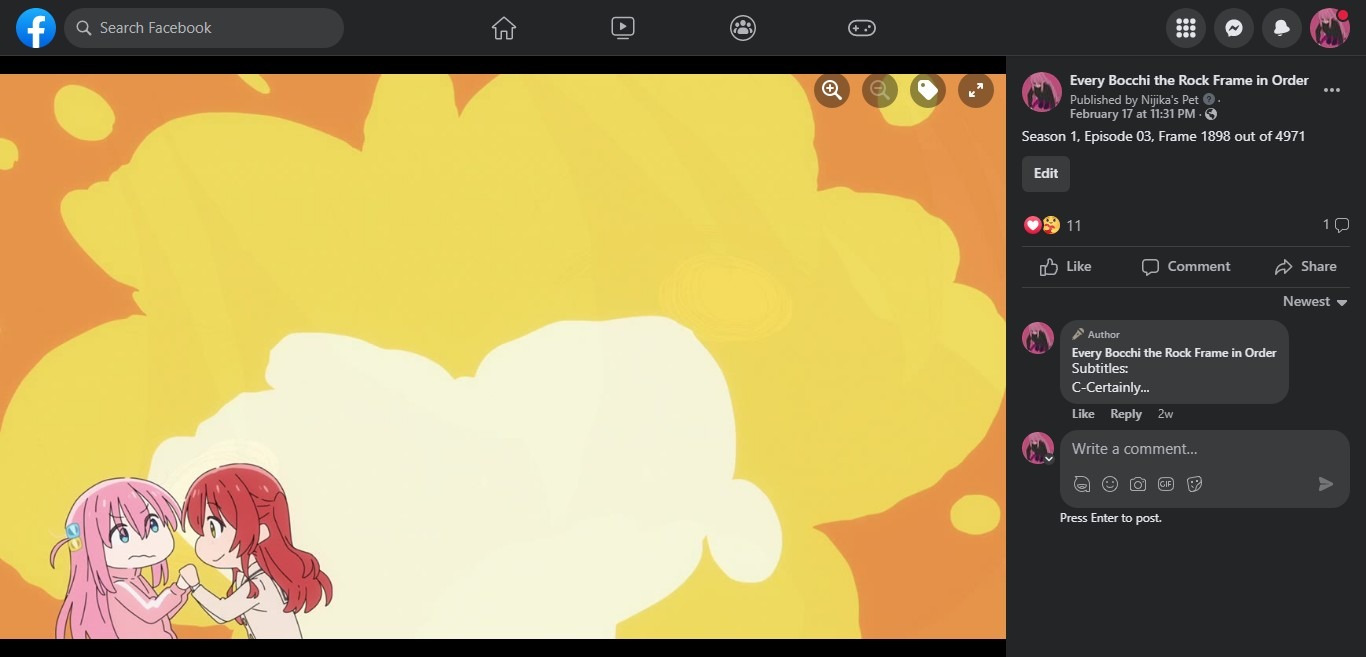 Search Facebook
Every Bocchi the Rock Frame in Order
Published by Nijika's Pet ·
February 17 at 11:31 PM ·
Season 1, Episode 03, Frame 1898 out of 4971
Edit
11
1
Like
Comment
Share
Newest
Author
Every Bocchi the Rock Frame in Order
Subtitles:
C-Certainly...
Like Reply 2w
Write a comment...
GIF
Press Enter to post.